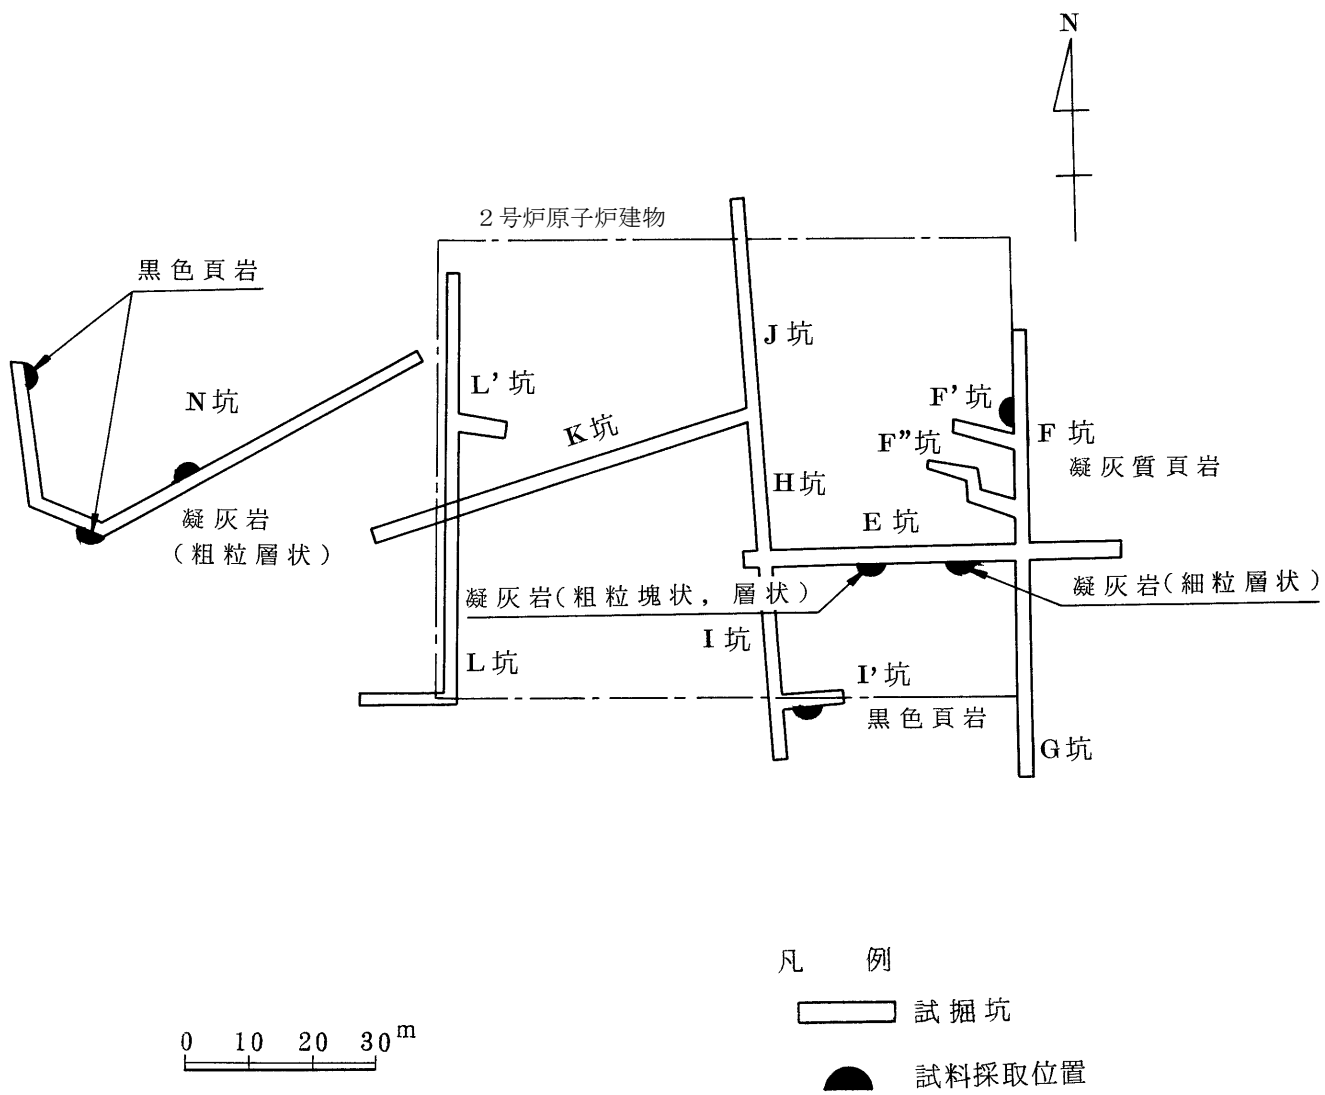 N
2号炉原子炉建物
黒色頁岩
J坑
L'坑
N坑
F'坑
K坑
F坑
F"坑
凝灰質頁岩
H坑
E坑
凝灰岩
(粗粒層状)
凝灰岩(粗粒塊状,層状)
凝灰岩(細粒層状)
I坑
L坑
I'坑
黒色頁岩
G坑
凡 例
試掘坑
0 10 20 30m
試料採取位置